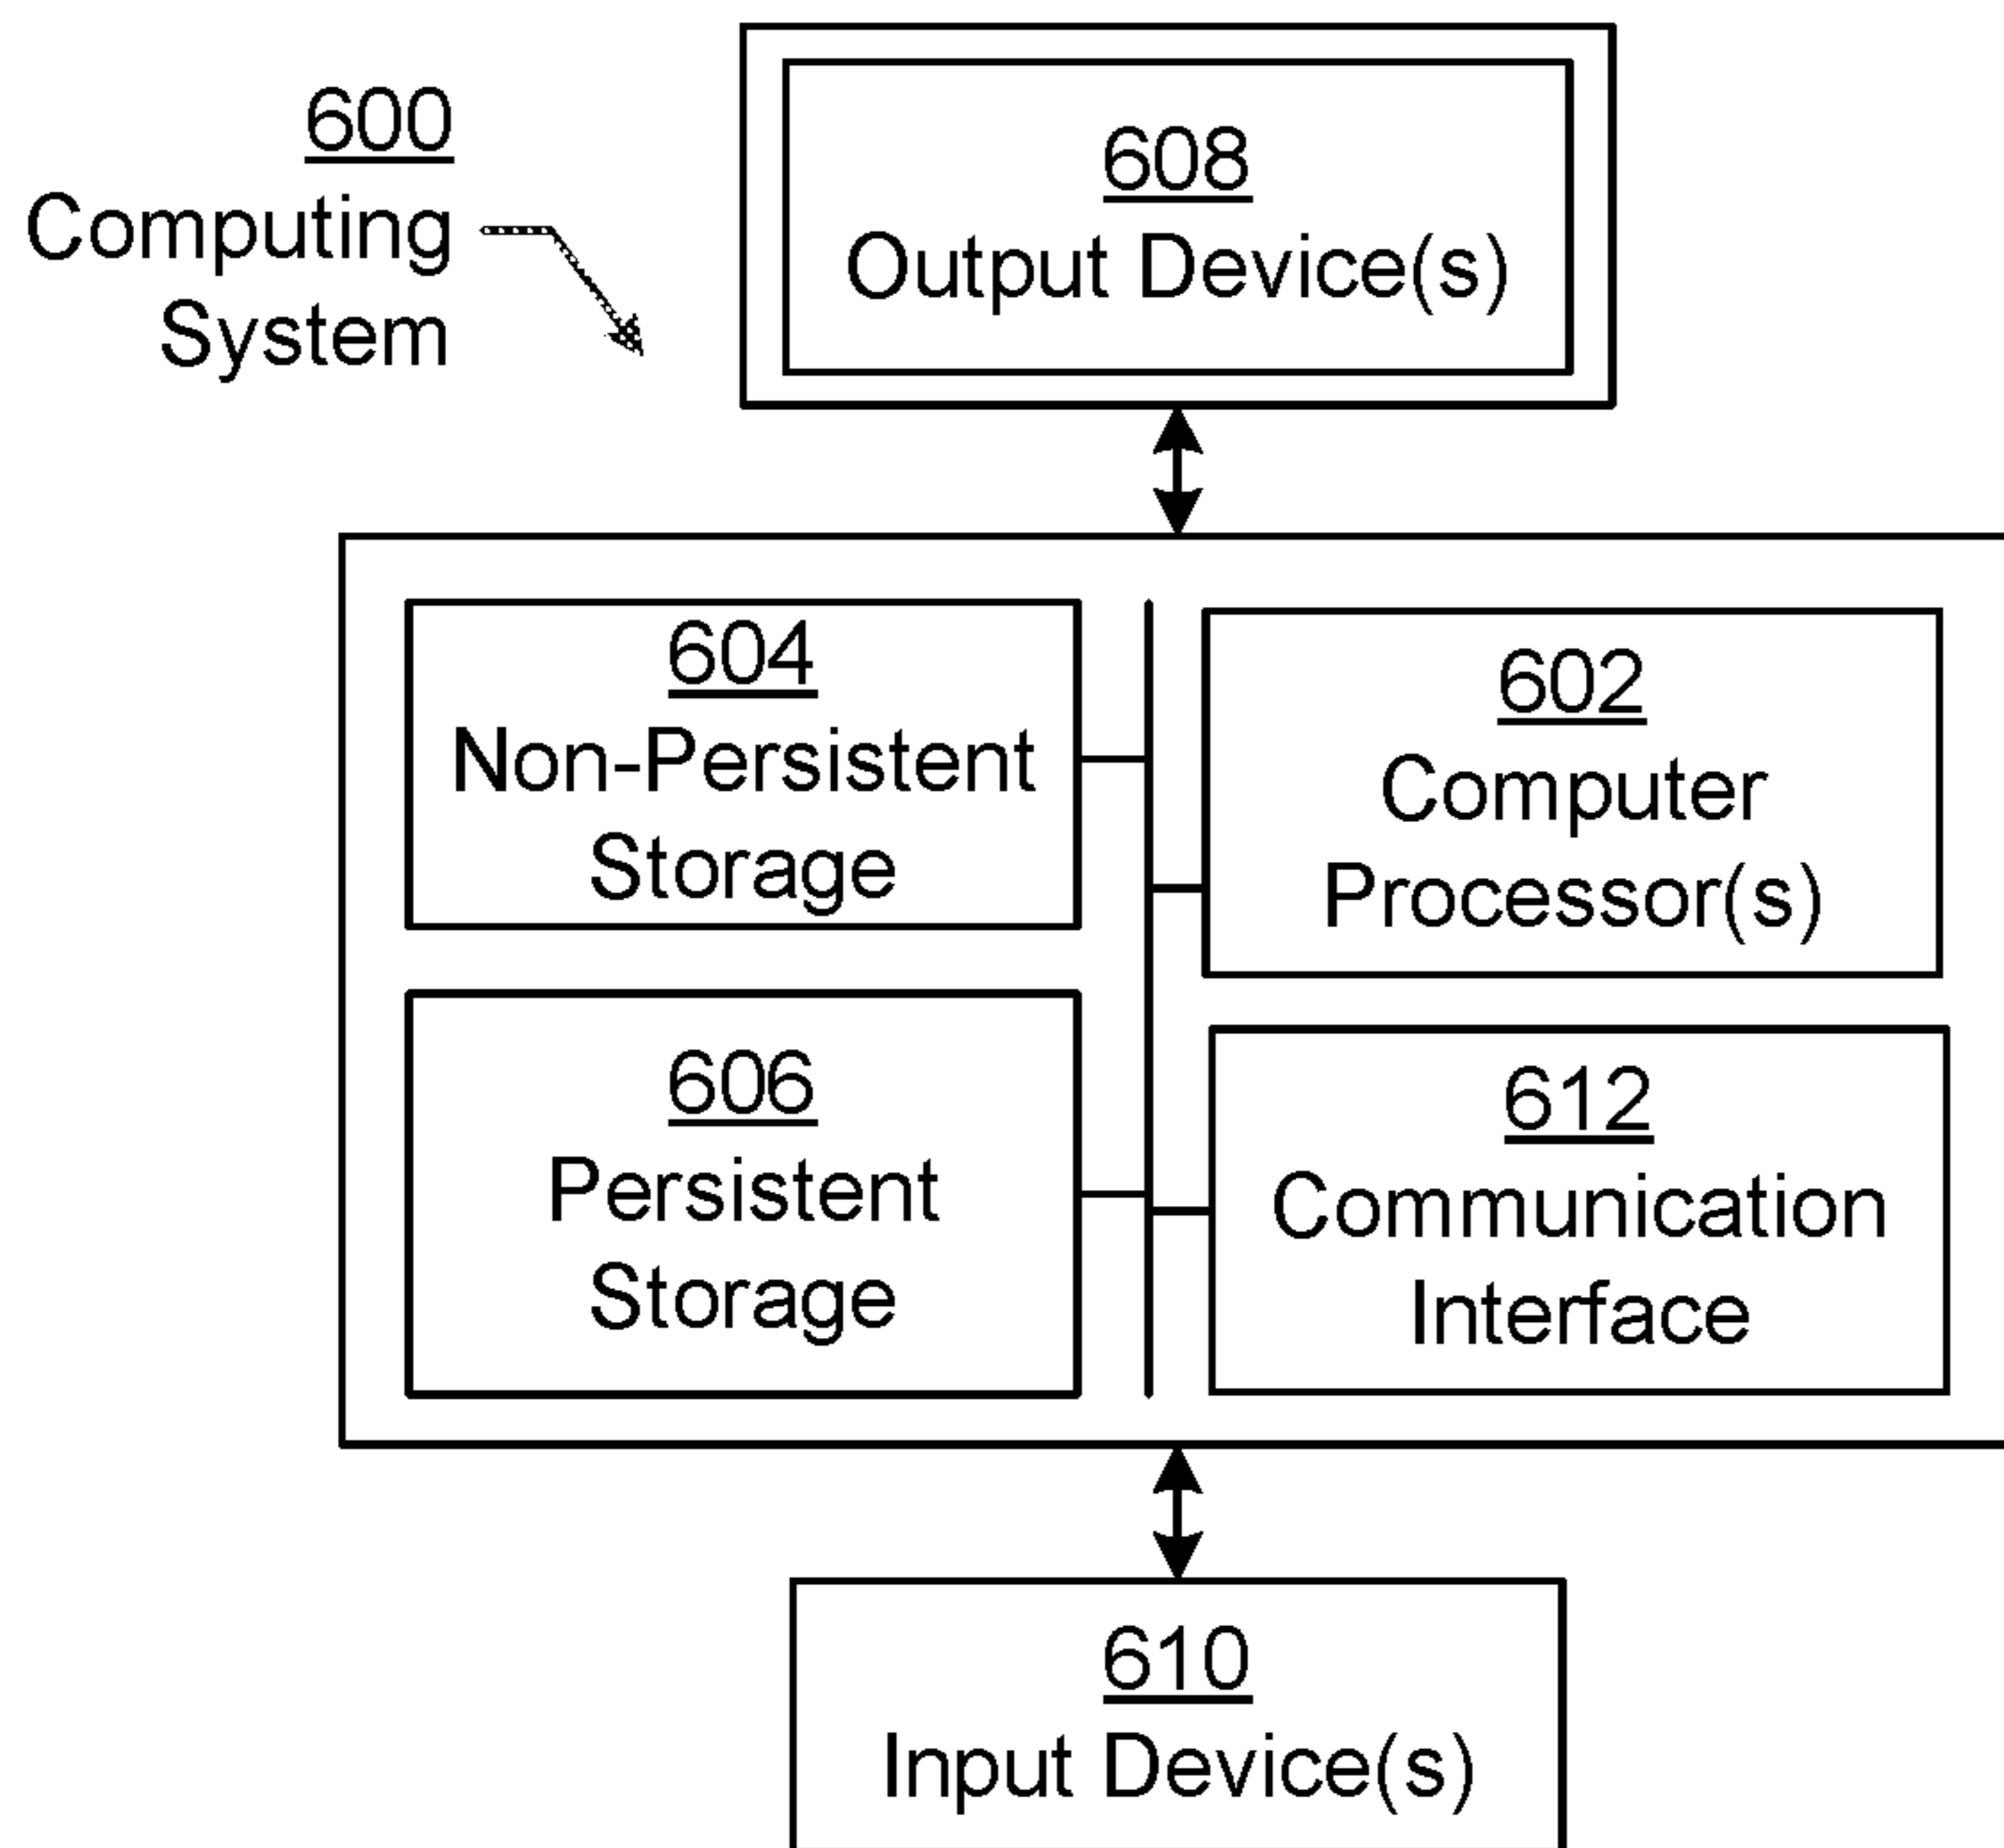 600
Computing
System
608
Output Device(s)
604
Non-Persistent
Storage
602
Computer
Processor(s)
606
Persistent
Storage
612
Communication
Interface
610
Input Device(s)